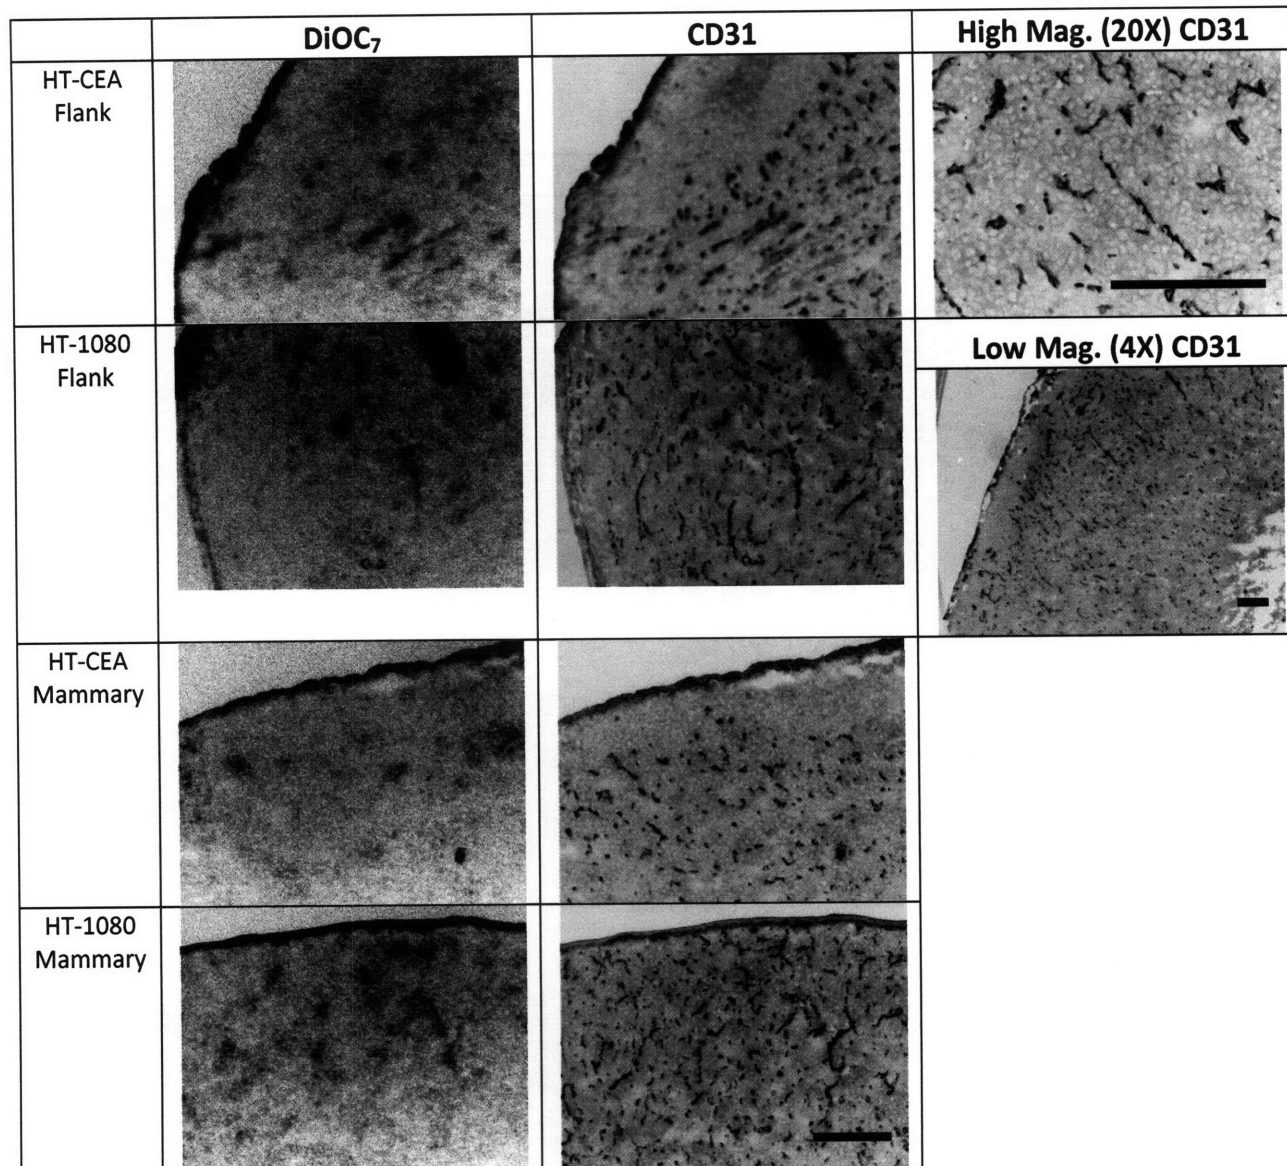 DiOC₇
CD31
High Mag. (20X) CD31
HT-CEA
Flank
HT-1080
Flank
Low Mag. (4X) CD31
HT-CEA
Mammary
HT-1080
Mammary